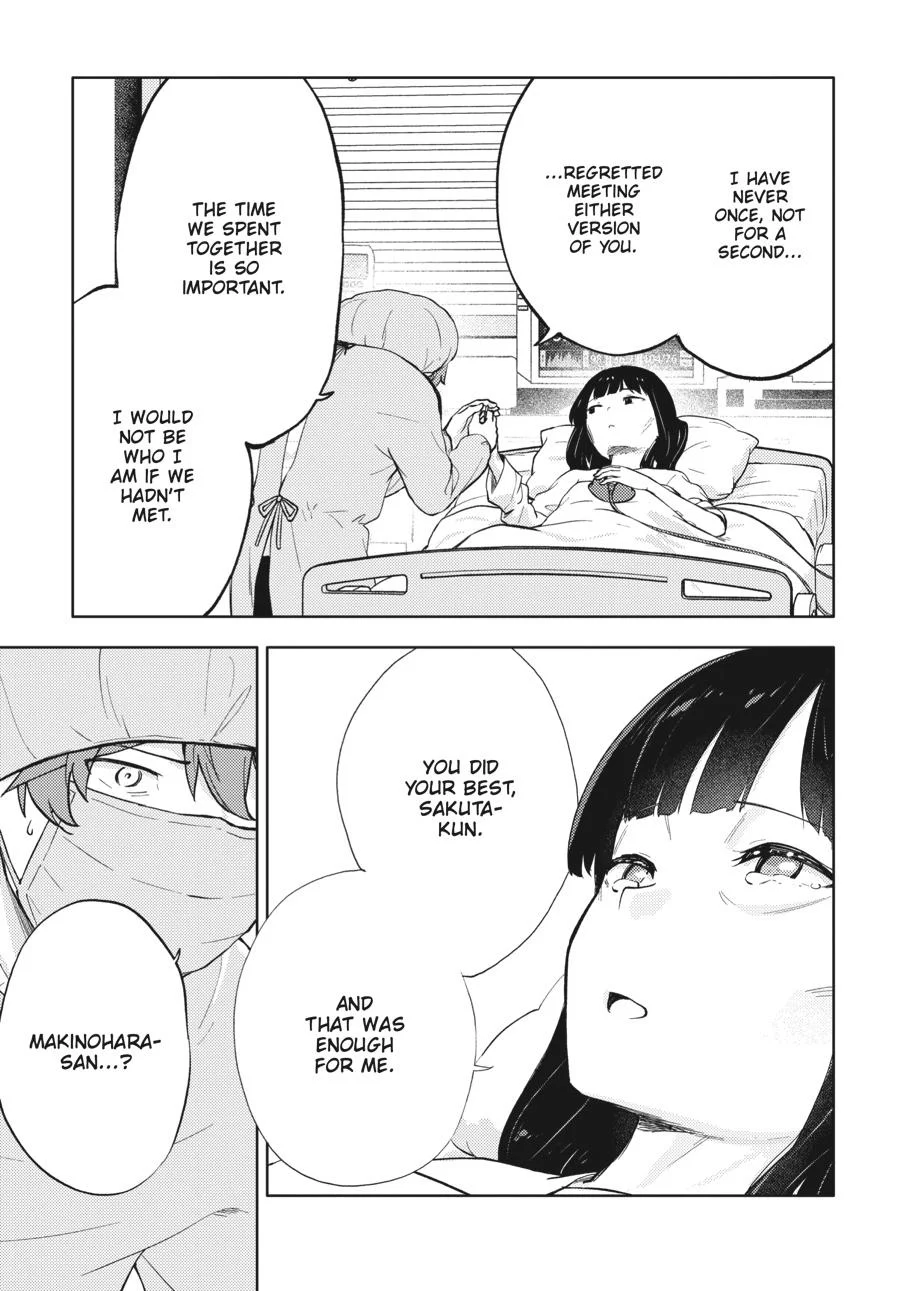 I HAVE
NEVER
ONCE, NOT
FOR A
SECOND...
...REGRETTED
MEETING
EITHER
VERSION
OF YOU.
THE TIME
WE SPENT
TOGETHER
IS SO
IMPORTANT.
I WOULD
NOT BE
WHO I
AM IF WE
HADN'T
MET.
YOU DID
YOUR BEST,
SAKUTA-
KUN.
AND
THAT WAS
ENOUGH
FOR ME.
MAKINOHARA-
SAN...?